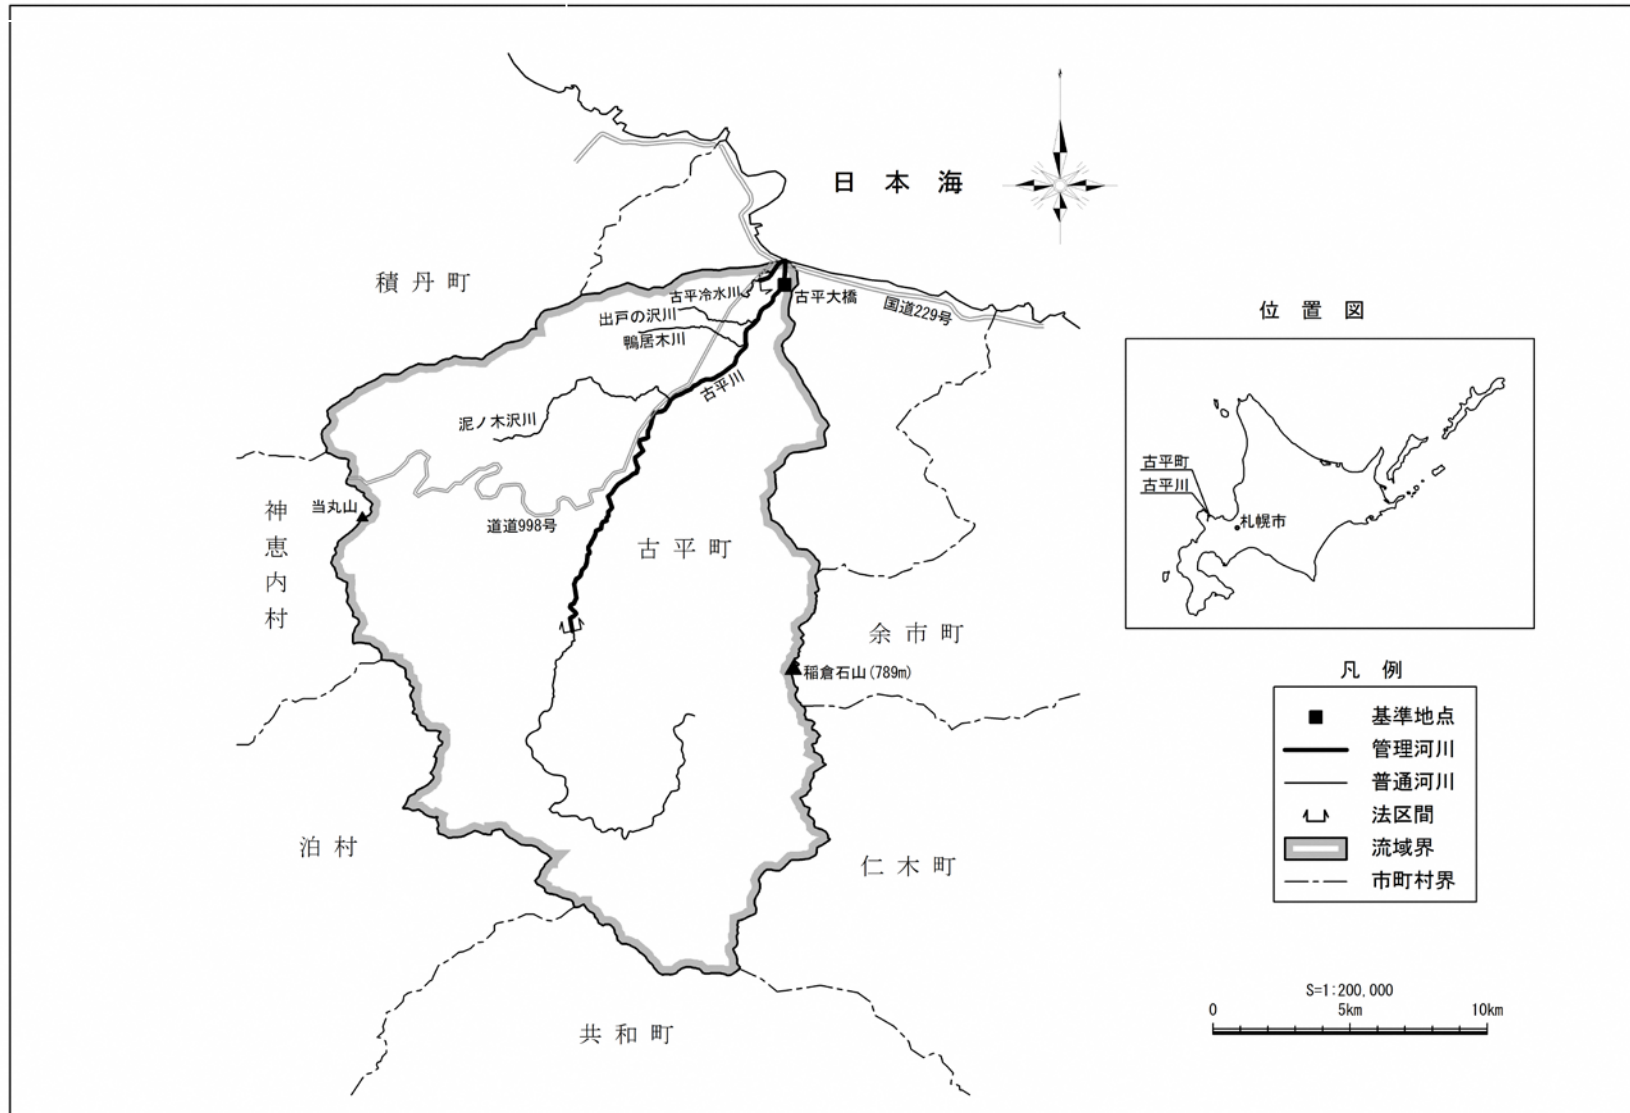 日本海
積丹町
古平冷水川
古平大橋
出戸の沢川
国道229号
鴨居木川
古平川
泥ノ木沢川
当丸山
道道998号
神恵内村
古平町
余市町
稲倉石山(789m)
泊村
仁木町
共和町
位置図
古平町
古平川
札幌市
凡例
基準地点
管理河川
普通河川
法区間
流域界
市町村界
S=1:200,000
0 5km 10km